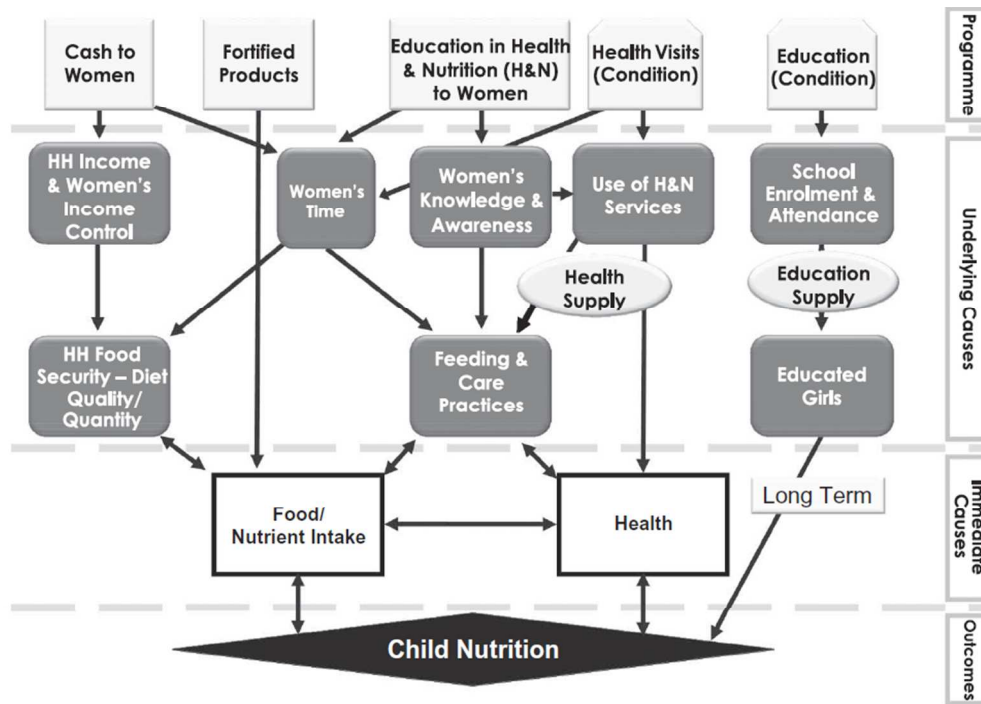 Cash to
Women
Fortified
Products
Education in Health
& Nutrition (H&N)
to Women
Health Visits
(Condition)
Education
(Condition)
Programme
HH Income
& Women's
Income
Control
Women's
Time
Women's
Knowledge &
Awareness
Use of H&N
Services
School
Enrolment &
Attendance
Health
Supply
Education
Supply
Underlying Causes
HH Food
Security – Diet
Quality/
Quantity
Feeding &
Care
Practices
Educated
Girls
Food/
Nutrient Intake
Health
Long Term
Immediate
Causes
Child Nutrition
Outcomes